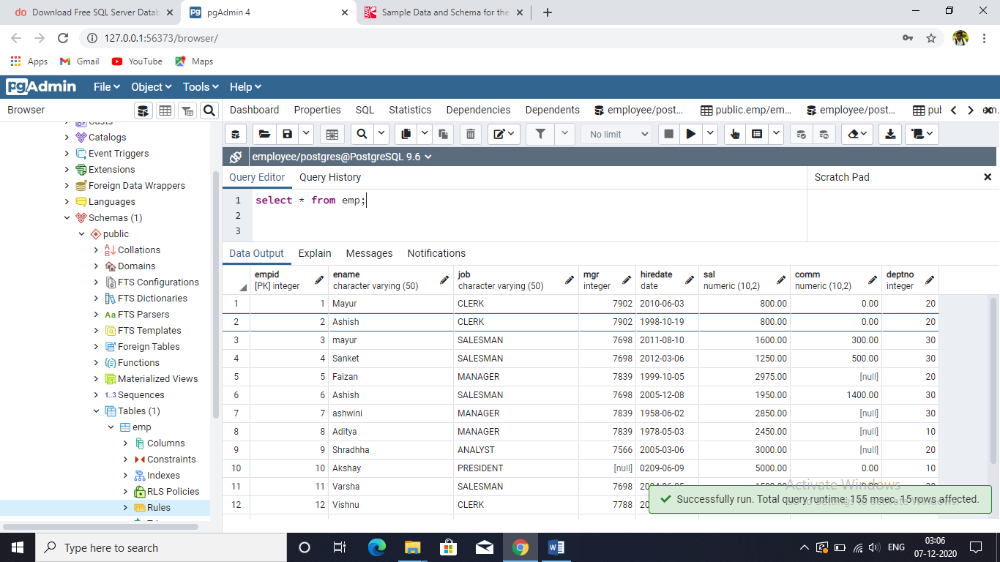 do Download Free SQL Server Datab
pgAdmin 4
Sample Data and Schema for the
127.0.0.1:56373/browser/
Apps Gmail YouTube Maps
pgAdmin File Object Tools Help
Browser
Dashboard Properties SQL Statistics Dependencies Dependents employee/post... public.emp/em... employee/post... pul em.
No limit
employee/postgres@PostgreSQL 9.6
Query Editor Query History
Scratch Pad
1 select * from emp;
2
3
Catalogs
Event Triggers
Extensions
Foreign Data Wrappers
Languages
Schemas (1)
public
Collations
Domains
FTS Configurations
FTS Dictionaries
Aa FTS Parsers
FTS Templates
Foreign Tables
Functions
Materialized Views
1..3 Sequences
Tables (1)
emp
Columns
Constraints
Indexes
RLS Policies
Rules
Data Output Explain Messages Notifications
empid ename job mgr hiredate sal comm deptno
[PK] integer character varying (50) character varying (50) integer date numeric (10,2) numeric (10,2) integer
1 1 Mayur CLERK 7902 2010-06-03 800.00 0.00 20
2 2 Ashish CLERK 7902 1998-10-19 800.00 0.00 20
3 3 mayur SALESMAN 7698 2011-08-10 1600.00 300.00 30
4 4 Sanket SALESMAN 7698 2012-03-06 1250.00 500.00 30
5 5 Faizan MANAGER 7839 1999-10-05 2975.00 [null] 20
6 6 Ashish SALESMAN 7698 2005-12-08 1950.00 1400.00 30
7 7 ashwini MANAGER 7839 1958-06-02 2850.00 [null] 30
8 8 Aditya MANAGER 7839 1978-05-03 2450.00 [null] 10
9 9 Shradhha ANALYST 7566 2005-03-06 3000.00 [null] 20
10 10 Akshay PRESIDENT [null] 0209-06-09 5000.00 0.00 10
11 11 Varsha SALESMAN 7698
12 12 Vishnu CLERK 7788 20
Activate Windows
Go to Settings to activate Windows.
Successfully run. Total query runtime: 155 msec. 15 rows affected.
Type here to search
ENG
03:06
07-12-2020